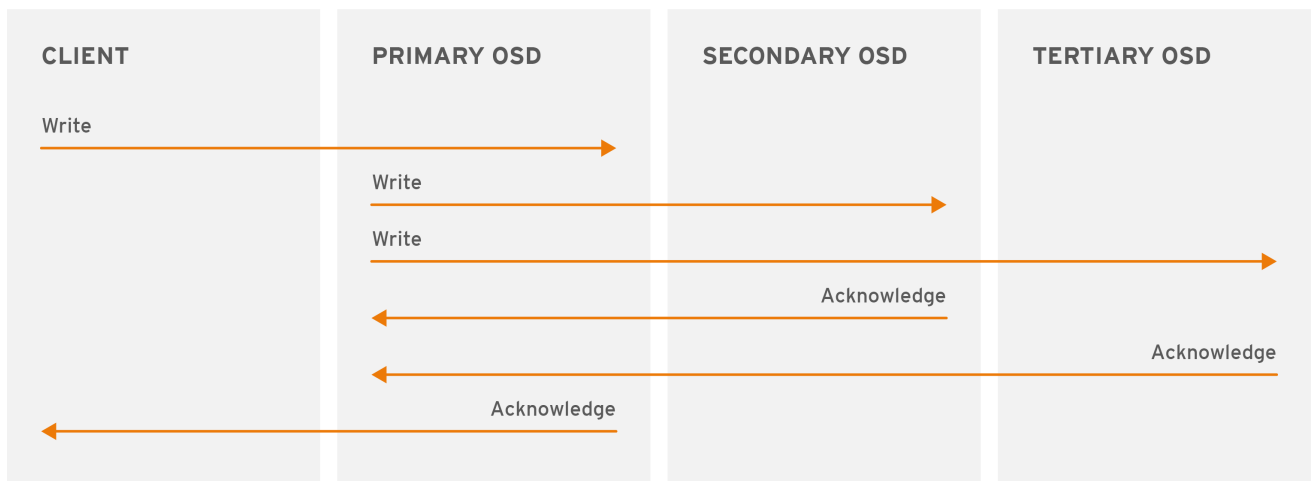 CLIENT
PRIMARY OSD
SECONDARY OSD
TERTIARY OSD
Write
Write
Write
Acknowledge
Acknowledge
Acknowledge